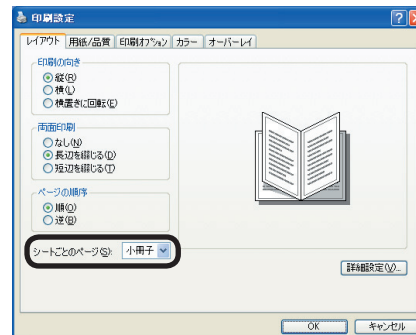 印刷設定
レイアウト 用紙/品質 印刷オプション カラー オーバーレイ
印刷の向き
縦(R)
横(L)
横置きに回転(E)
両面印刷
なし(N)
長辺を綴じる(D)
短辺を綴じる(T)
ページの順序
順(O)
逆(B)
シートごとのページ(S): 小冊子
詳細設定(V)...
OK キャンセル